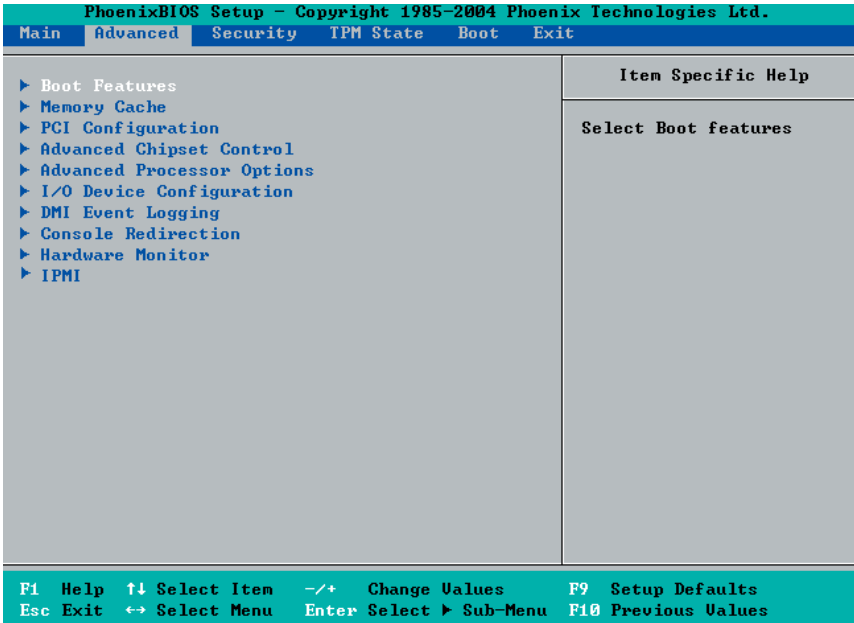 PhoenixBIOS Setup - Copyright 1985-2004 Phoenix Technologies Ltd.
Main Advanced Security TPM State Boot Exit
Item Specific Help
Boot Features
Memory Cache
PCI Configuration
Advanced Chipset Control
Advanced Processor Options
I/O Device Configuration
DMI Event Logging
Console Redirection
Hardware Monitor
IPMI
Select Boot features
F1 Help ↑↓ Select Item -/+ Change Values F9 Setup Defaults
Esc Exit ↔ Select Menu Enter Select ▶ Sub-Menu F10 Previous Values